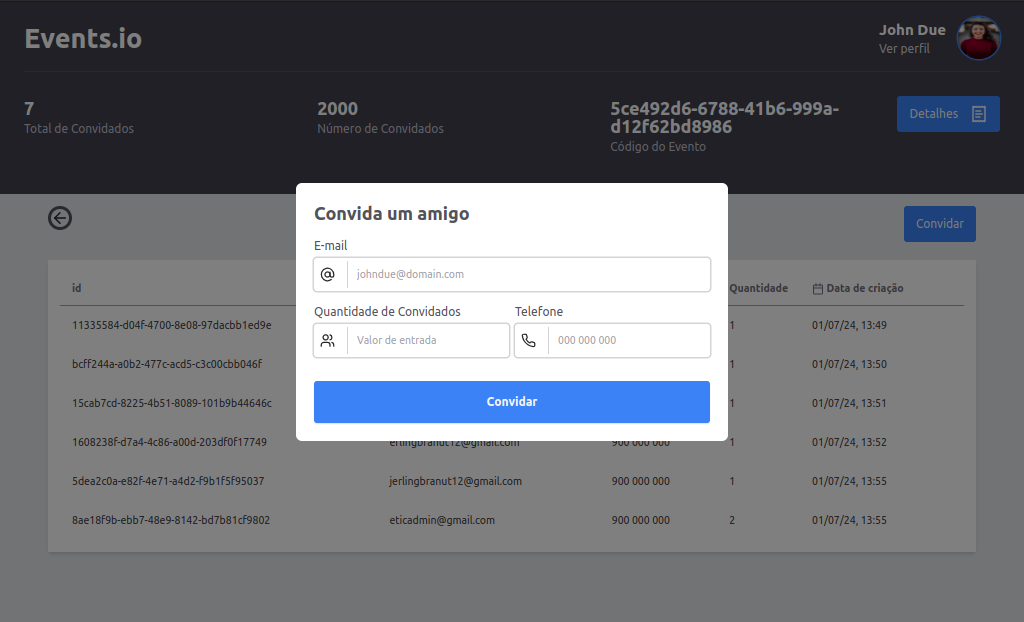 Events.io
John Due
Ver perfil
7
Total de Convidados
2000
Número de Convidados
5ce492d6-6788-41b6-999a-
d12f62bd8986
Código do Evento
Detalhes
Convidar
Convida um amigo
E-mail
johndue@domain.com
Quantidade de Convidados Telefone
Valor de entrada 000 000 000
Convidar
id Quantidade Data de criação
11335584-d04f-4700-8e08-97dacbb1ed9e 1 01/07/24, 13:49
bcff244a-a0b2-477c-acd5-c3c00cbb046f 1 01/07/24, 13:50
15cab7cd-8225-4b51-8089-101b9b44646c 1 01/07/24, 13:51
1608238f-d7a4-4c86-a00d-203df0f17749 erlingbranut12@gmail.com 900 000 000 1 01/07/24, 13:52
5dea2c0a-e82f-4e71-a4d2-f9b1f5f95037 jerlingbranut12@gmail.com 900 000 000 1 01/07/24, 13:55
8ae18f9b-ebb7-48e9-8142-bd7b81cf9802 eticadmin@gmail.com 900 000 000 2 01/07/24, 13:55